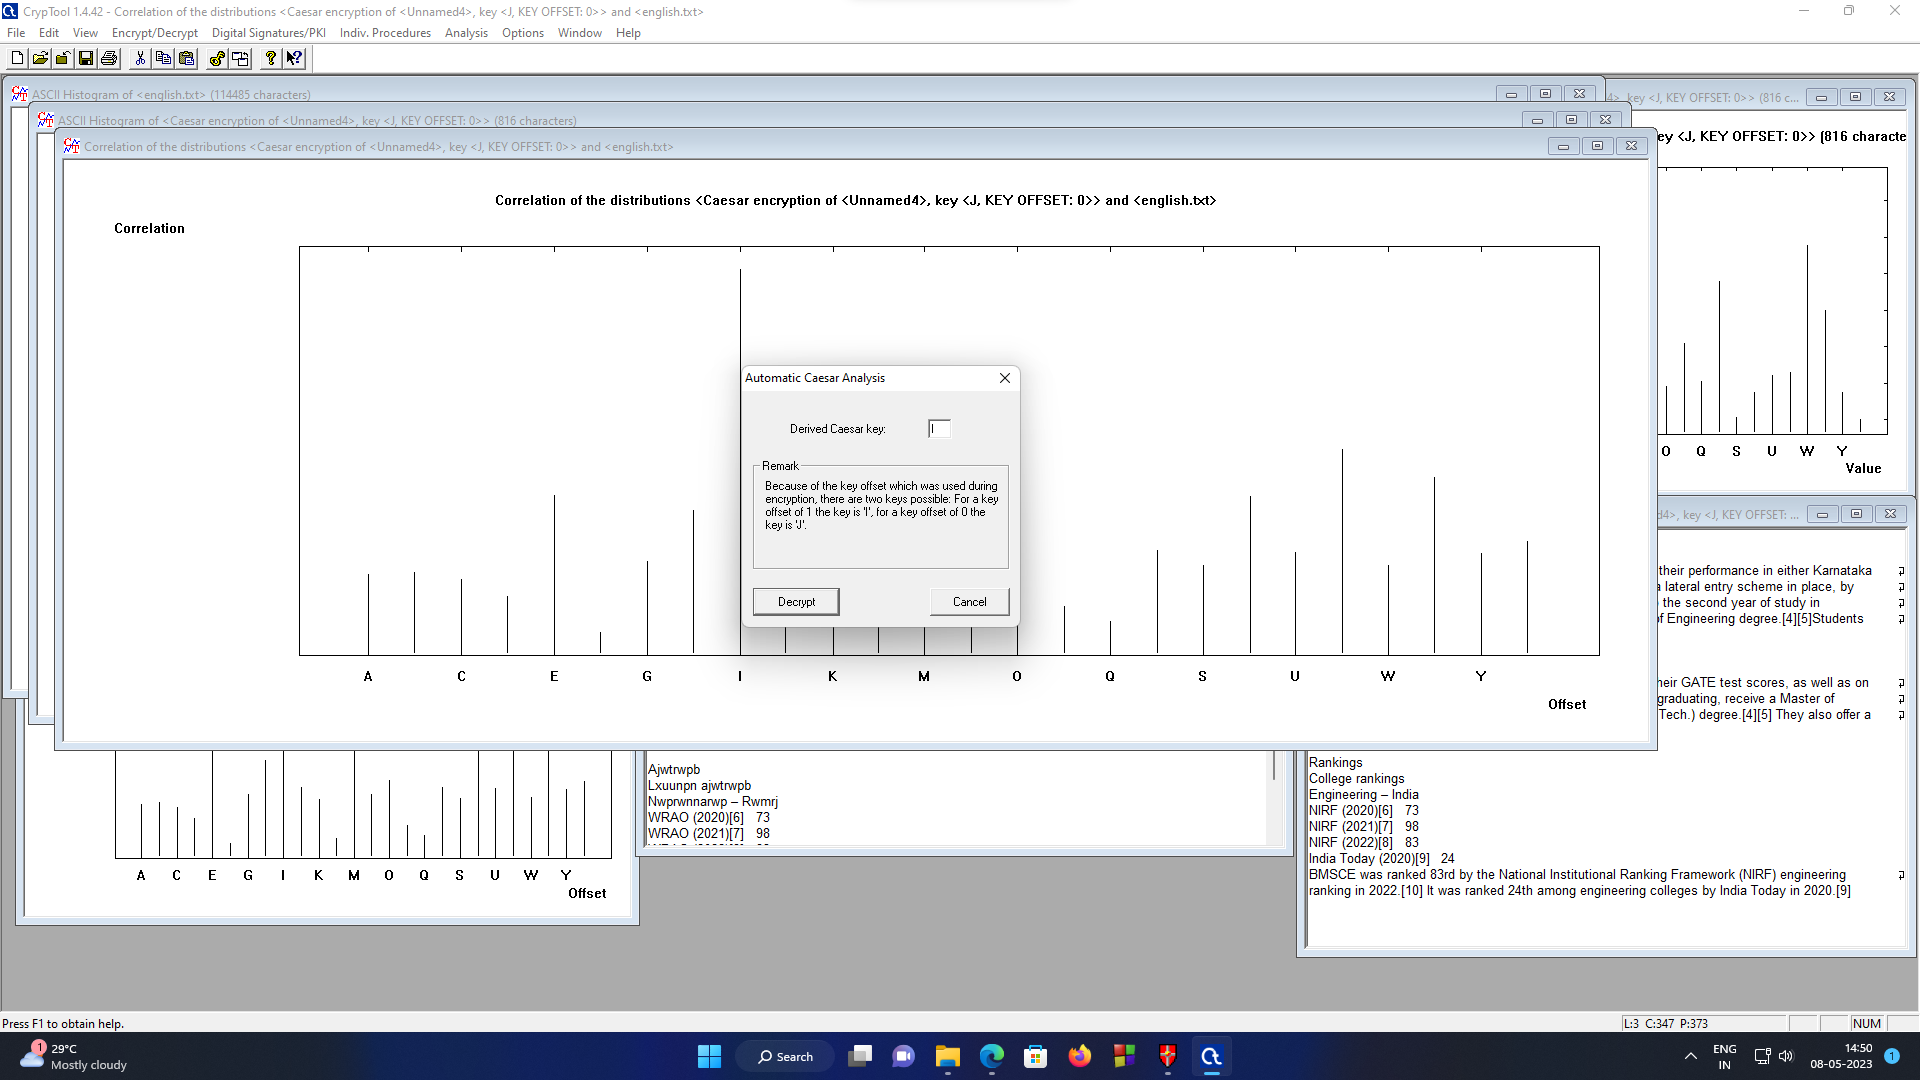 CrypTool 1.4.42 - Correlation of the distributions <Caesar encryption of <Unnamed4>, key <J, KEY OFFSET: 0>> and <english.txt>
File Edit View Encrypt/Decrypt Digital Signatures/PKI Indiv. Procedures Analysis Options Window Help
ASCII Histogram of <english.txt> (114485 characters)
4>, key <J, KEY OFFSET: 0>> (816 c...
ASCII Histogram of <Caesar encryption of <Unnamed4>, key <J, KEY OFFSET: 0>> (816 characters)
ey <J, KEY OFFSET: 0>> (816 characte
Correlation of the distributions <Caesar encryption of <Unnamed4>, key <J, KEY OFFSET: 0>> and <english.txt>
Correlation of the distributions <Caesar encryption of <Unnamed4>, key <J, KEY OFFSET: 0>> and <english.txt>
Correlation
Automatic Caesar Analysis
Derived Caesar key: I
Remark
Because of the key offset which was used during
encryption, there are two keys possible: For a key
offset of 1 the key is 'I', for a key offset of 0 the
key is 'J'.
Decrypt Cancel
A C E G I K M O Q S U W Y
Offset
O Q S U W Y
Value
d4>, key <J, KEY OFFSET: ...
their performance in either Karnataka
a lateral entry scheme in place, by
the second year of study in
of Engineering degree.[4][5]Students
heir GATE test scores, as well as on
graduating, receive a Master of
Tech.) degree.[4][5] They also offer a
Rankings
College rankings
Engineering – India
NIRF (2020)[6] 73
NIRF (2021)[7] 98
NIRF (2022)[8] 83
India Today (2020)[9] 24
BMSCE was ranked 83rd by the National Institutional Ranking Framework (NIRF) engineering
ranking in 2022.[10] It was ranked 24th among engineering colleges by India Today in 2020.[9]
Ajwtrwpb
Lxuunpn ajwtrwpb
Nwprwnnarwp – Rwmrj
WRAO (2020)[6] 73
WRAO (2021)[7] 98
A C E G I K M O Q S U W Y
Offset
Press F1 to obtain help.
L:3 C:347 P:373
NUM
1
29°C
Mostly cloudy
Search
ENG
IN
14:50
08-05-2023
1